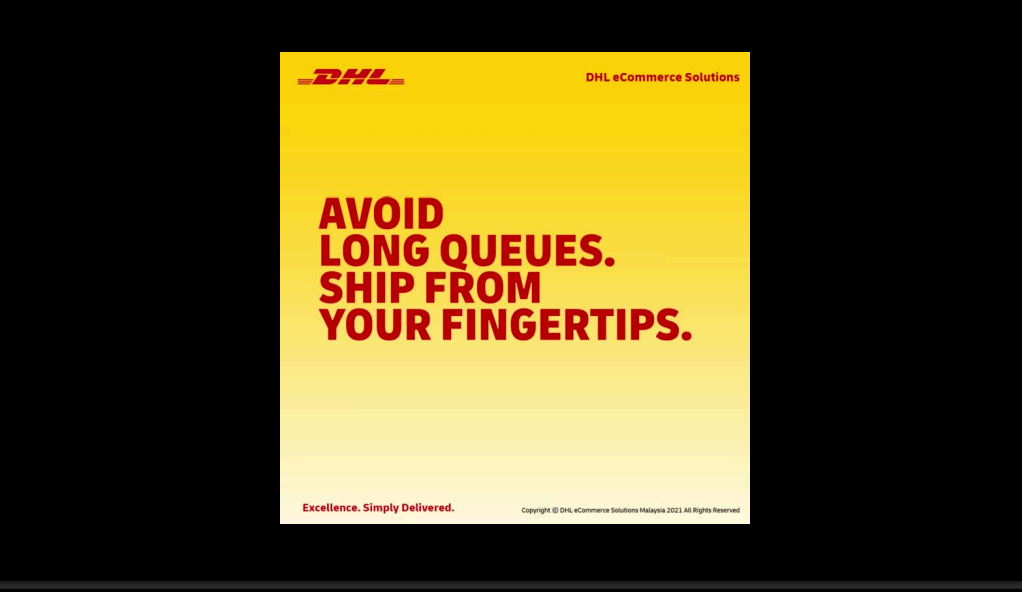 DHL
DHL eCommerce Solutions
AVOID
LONG QUEUES.
SHIP FROM
YOUR FINGERTIPS.
Excellence. Simply Delivered.
Copyright © DHL eCommerce Solutions Malaysia 2021 All Rights Reserved